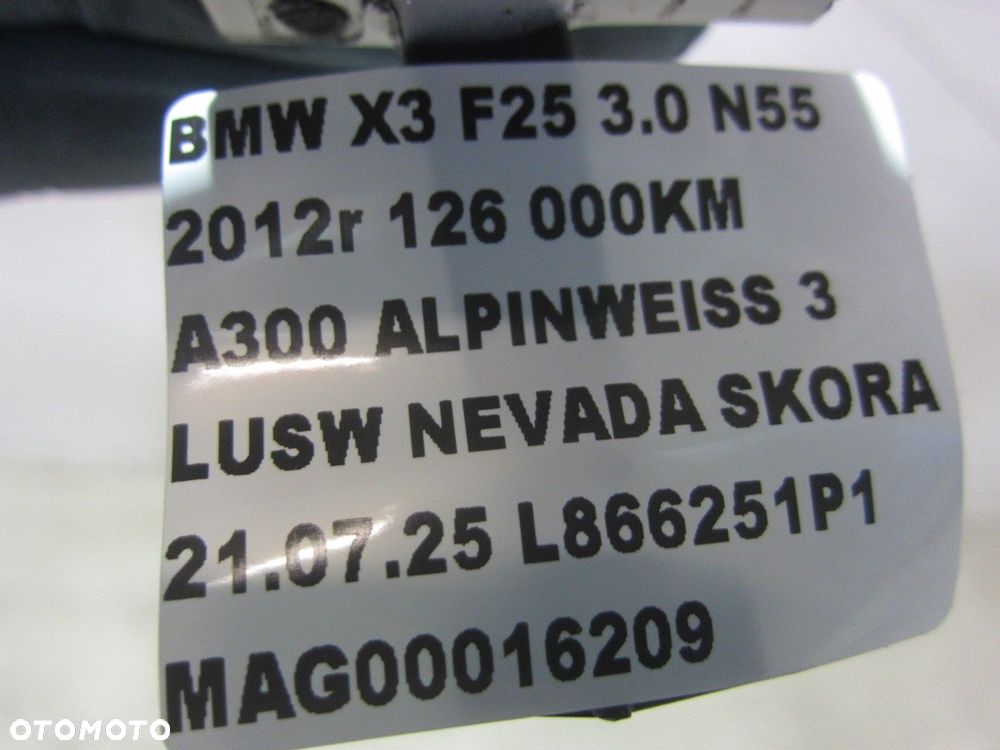 BMW X3 F25 3.0 N55
2012r 126 000KM
A300 ALPINWEISS 3
LUSW NEVADA SKORA
21.07.25 L866251P1
MAG00016209
OTOMOTO